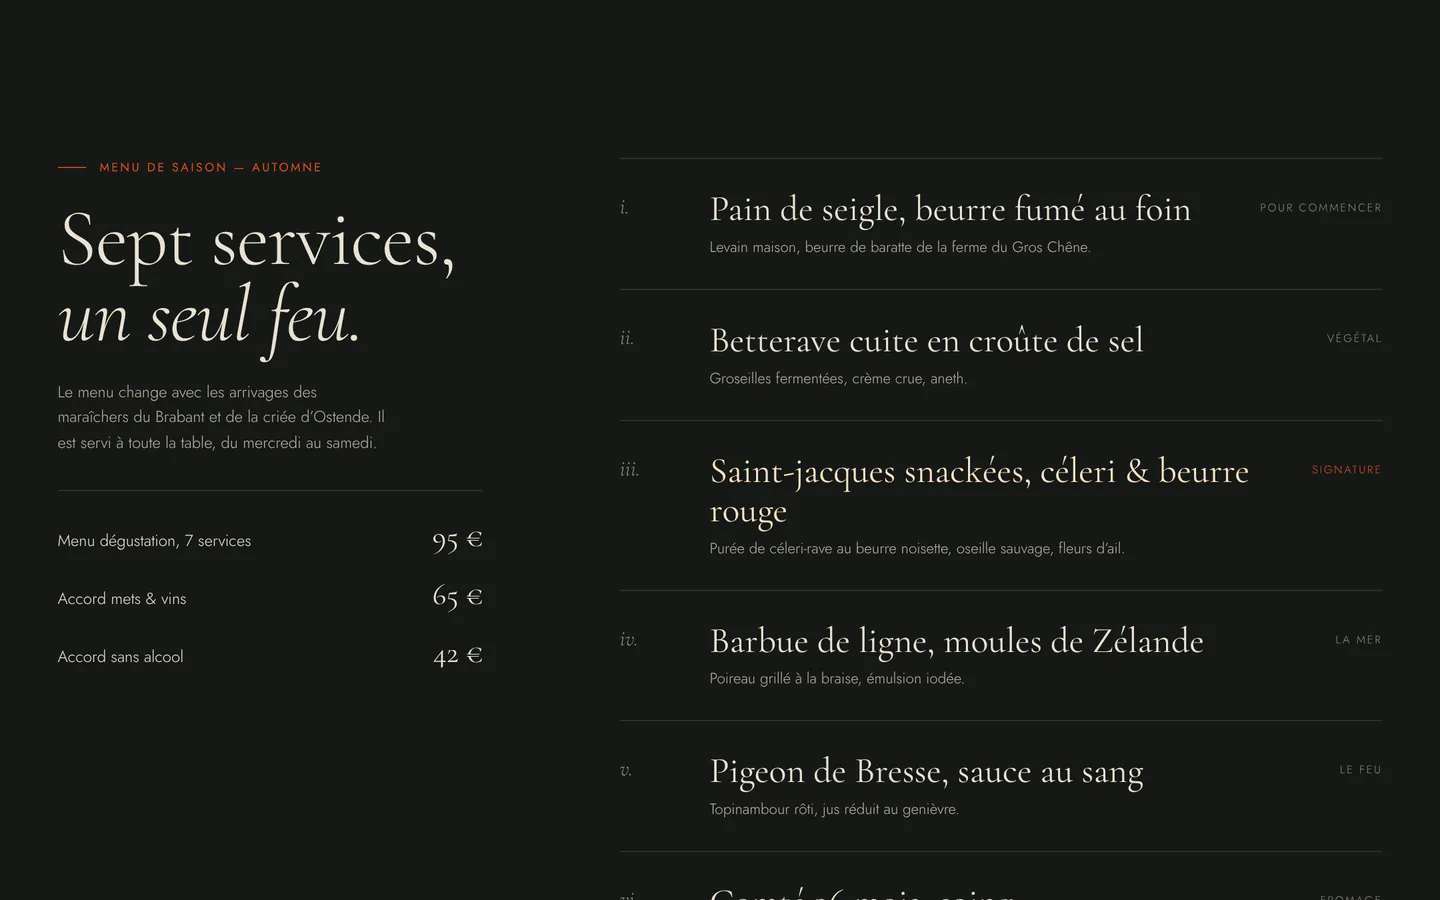 MENU DE SAISON — AUTOMNE
Sept services,
un seul feu.
Le menu change avec les arrivages des
maraîchers du Brabant et de la criée d’Ostende. Il
est servi à toute la table, du mercredi au samedi.
Menu dégustation, 7 services 95 €
Accord mets & vins 65 €
Accord sans alcool 42 €
i. Pain de seigle, beurre fumé au foin POUR COMMENCER
Levain maison, beurre de baratte de la ferme du Gros Chêne.
ii. Betterave cuite en croûte de sel VÉGÉTAL
Groseilles fermentées, crème crue, aneth.
iii. Saint-jacques snackées, céleri & beurre SIGNATURE
rouge
Purée de céleri-rave au beurre noisette, oseille sauvage, fleurs d’ail.
iv. Barbue de ligne, moules de Zélande LA MER
Poireau grillé à la braise, émulsion iodée.
v. Pigeon de Bresse, sauce au sang LE FEU
Topinambour rôti, jus réduit au genièvre.